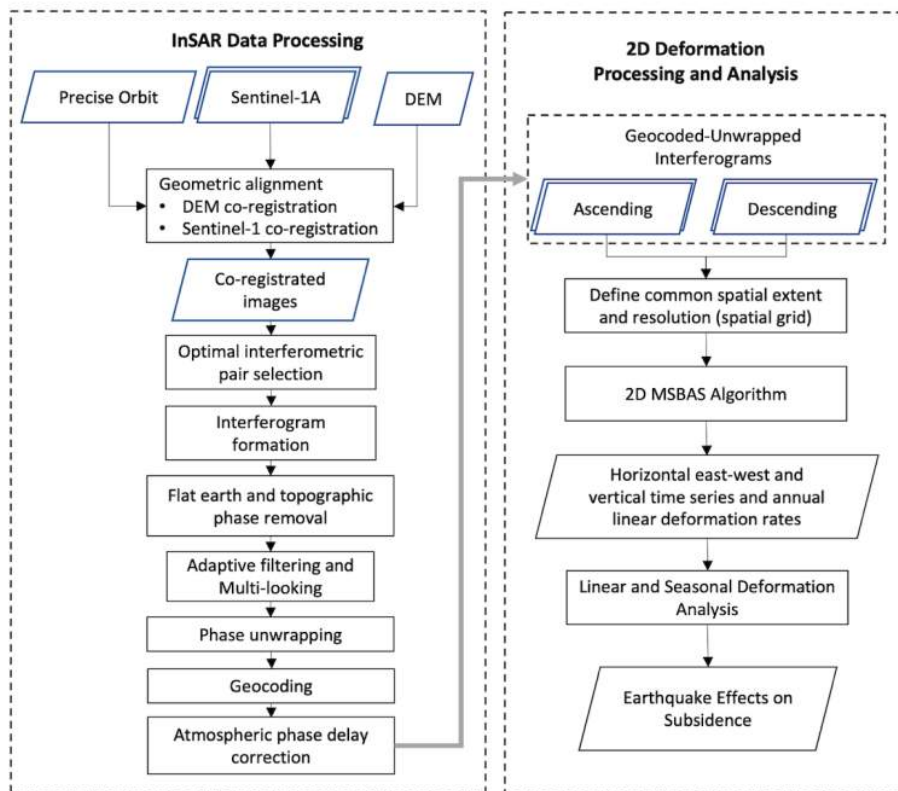 InSAR Data Processing
Precise Orbit
Sentinel-1A
DEM
Geometric alignment
• DEM co-registration
• Sentinel-1 co-registration
Co-registrated
images
Optimal interferometric
pair selection
Interferogram
formation
Flat earth and topographic
phase removal
Adaptive filtering and
Multi-looking
Phase unwrapping
Geocoding
Atmospheric phase delay
correction
2D Deformation
Processing and Analysis
Geocoded-Unwrapped
Interferograms
Ascending
Descending
Define common spatial extent
and resolution (spatial grid)
2D MSBAS Algorithm
Horizontal east-west and
vertical time series and annual
linear deformation rates
Linear and Seasonal Deformation
Analysis
Earthquake Effects on
Subsidence